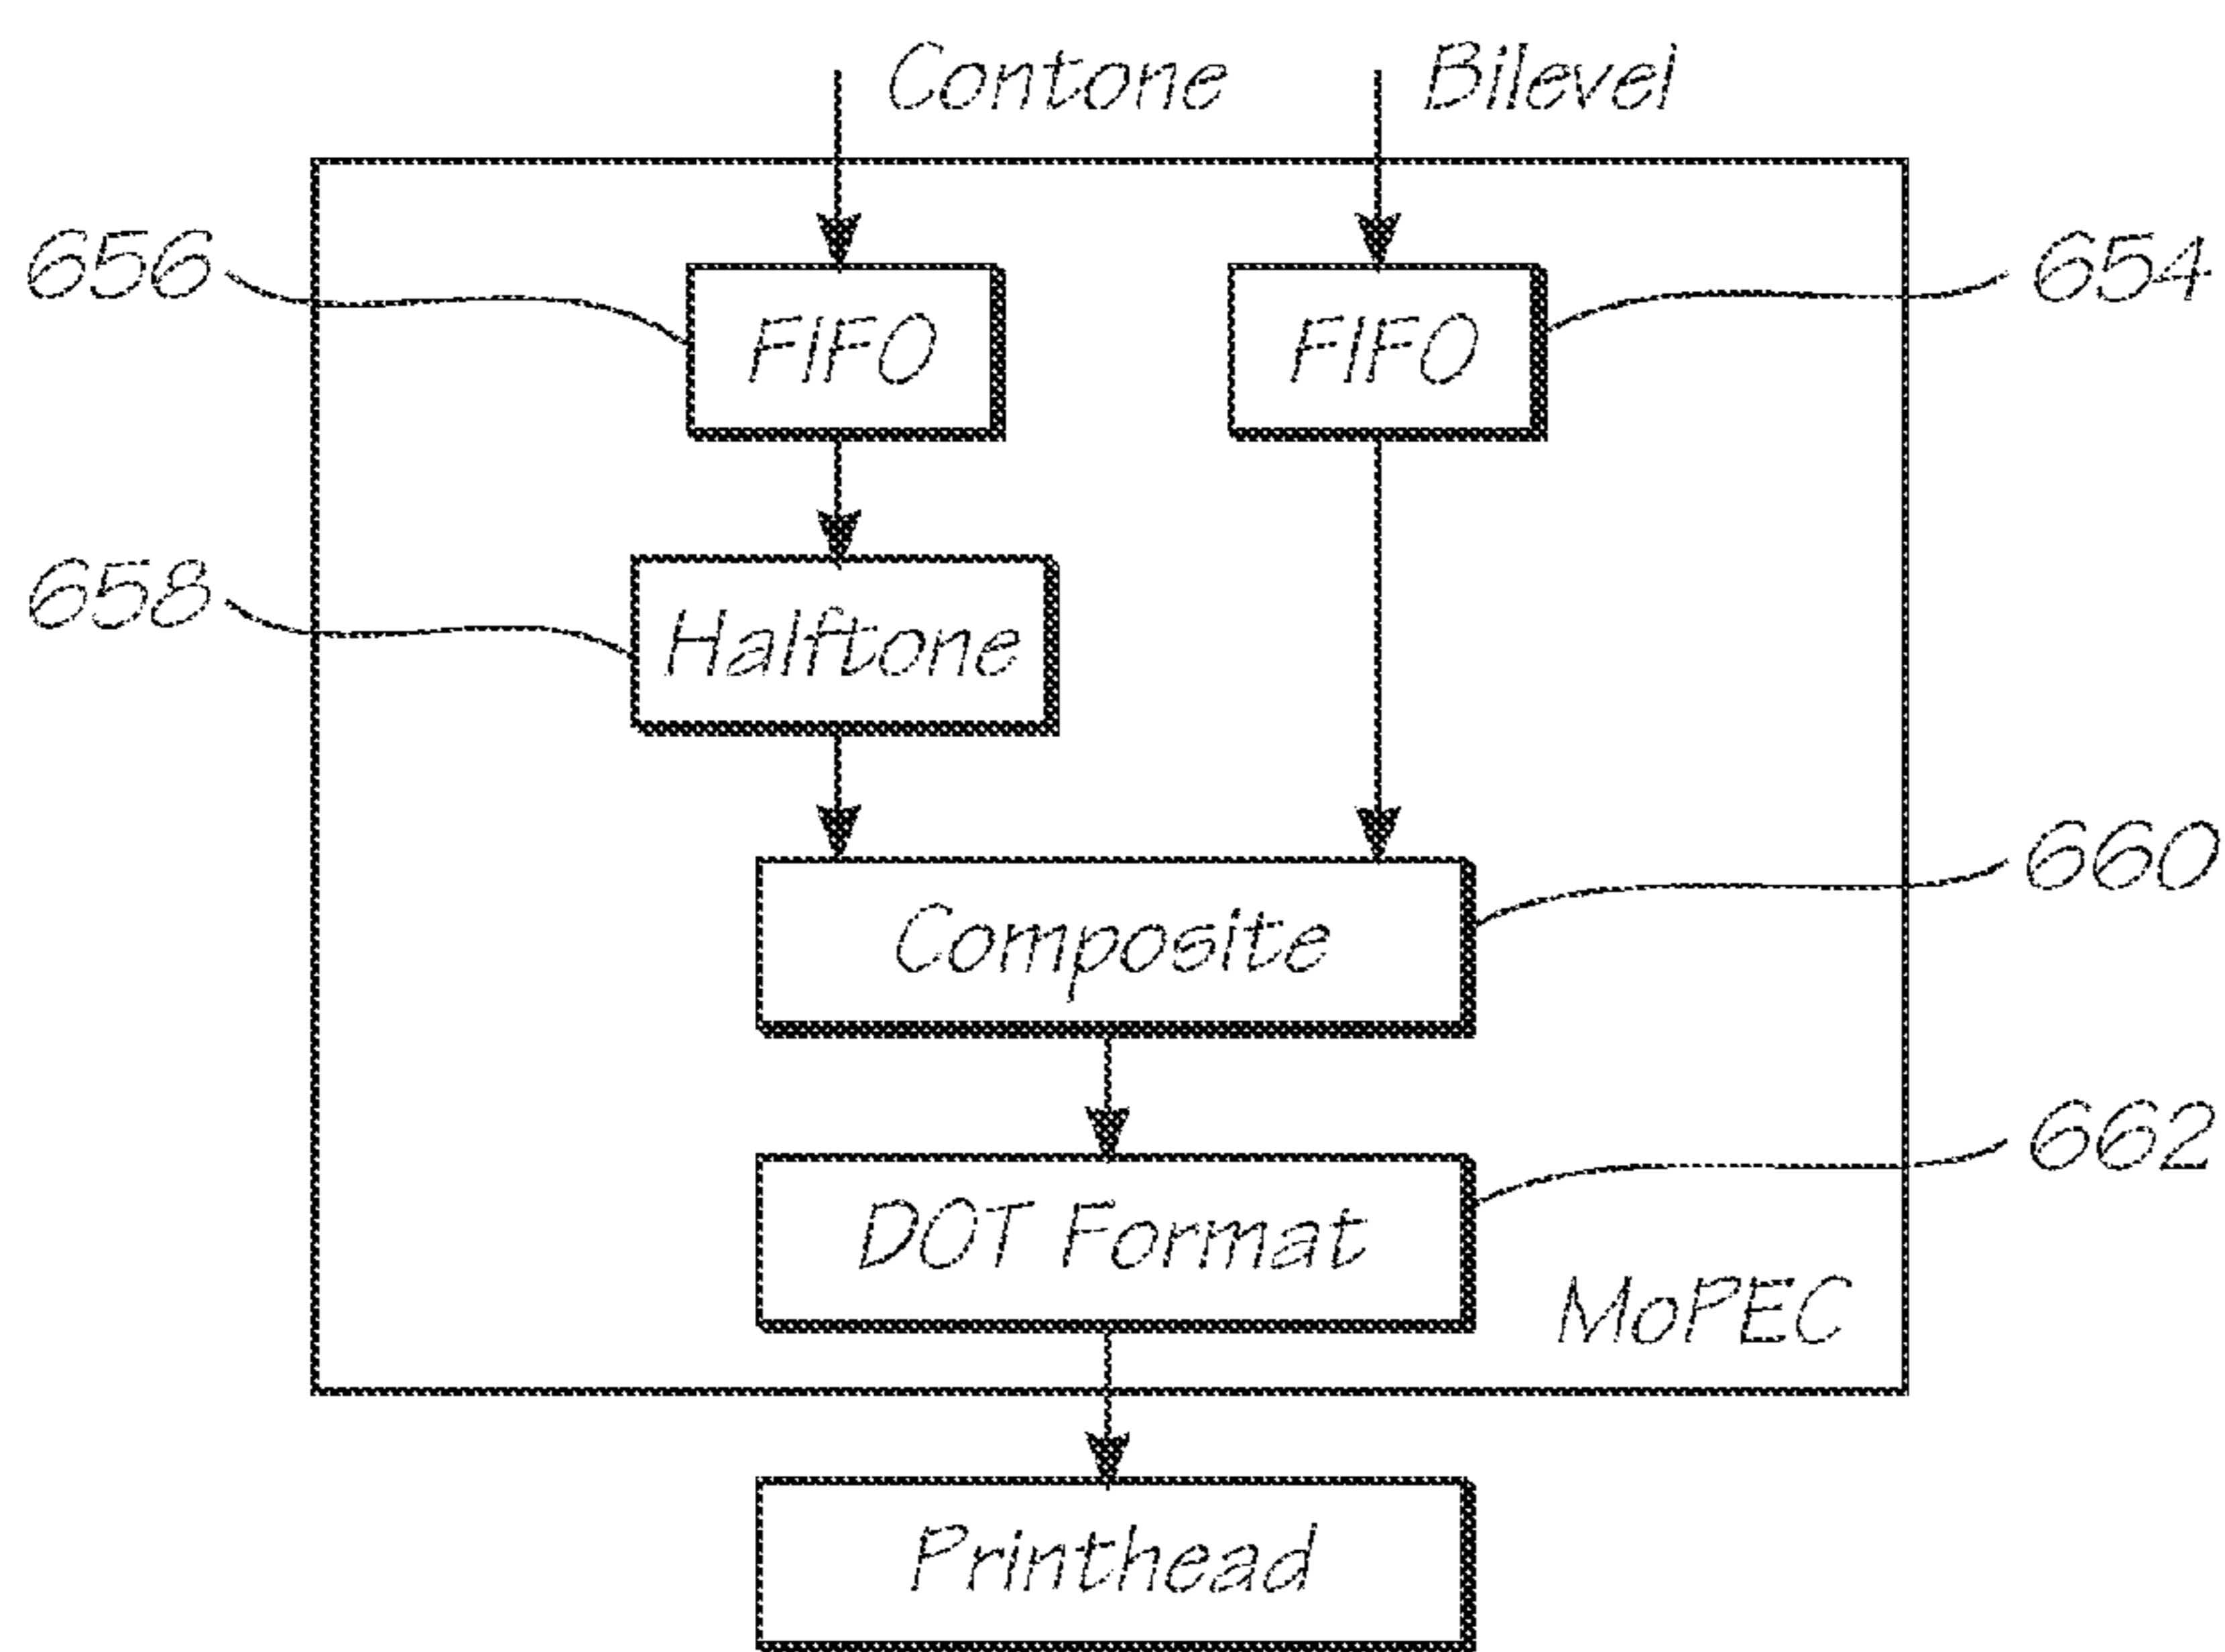 Contone
Bilevel
656
FIFO
FIFO
654
658
Halftone
660
Composite
662
DOT Format
MoPEC
Printhead